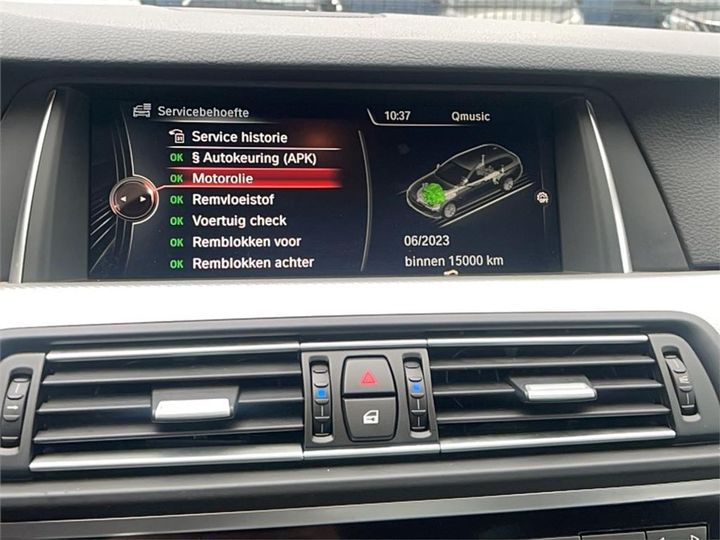 Servicebehoefte
10:37
Qmusic
Service historie
OK § Autokeuring (APK)
OK Motorolie
OK Remvloeistof
OK Voertuig check
OK Remblokken voor
OK Remblokken achter
06/2023
binnen 15000 km